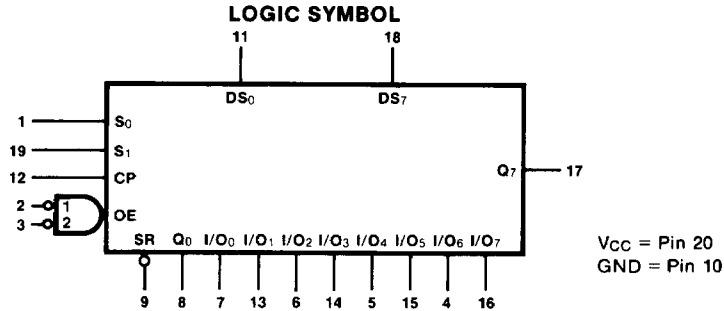 LOGIC SYMBOL
11 18
DS0 DS7
1 S0
19 S1
12 CP
Q7 17
2 1
3 2
OE
SR Q0 I/O0 I/O1 I/O2 I/O3 I/O4 I/O5 I/O6 I/O7
9 8 7 13 6 14 5 15 4 16
VCC = Pin 20
GND = Pin 10